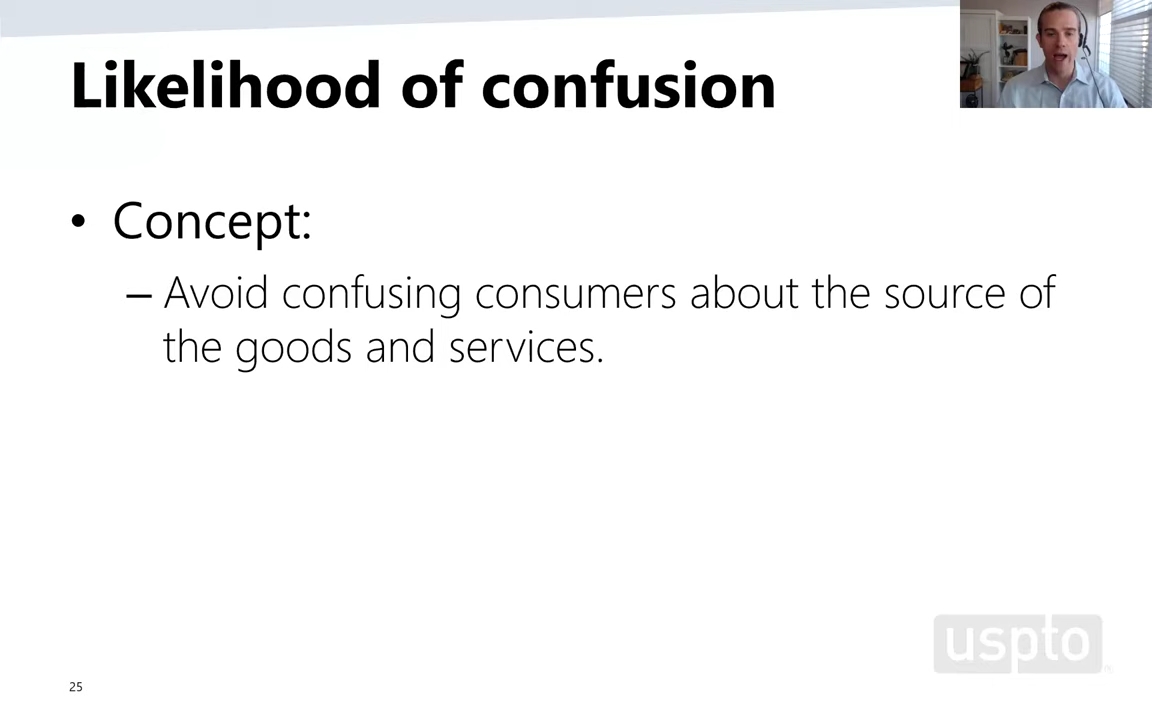 Likelihood of confusion
• Concept:
– Avoid confusing consumers about the source of
the goods and services.
uspto
25